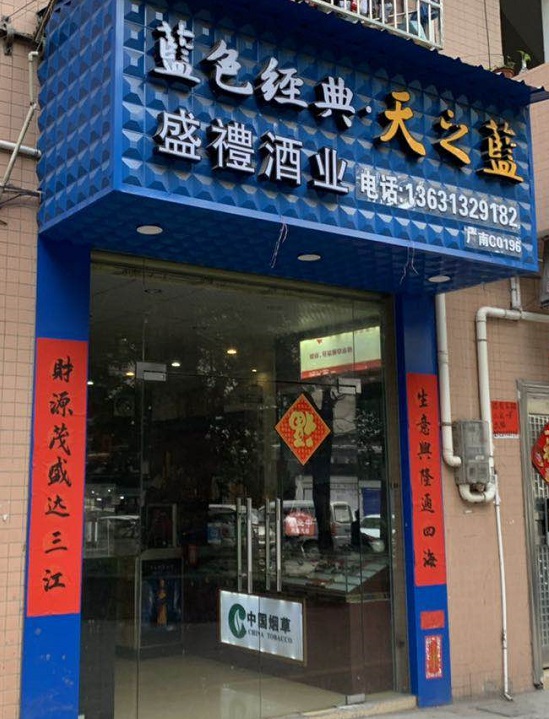 藍色经典·天之藍
盛禮酒业
电话:13631329182
广南C0196
財源茂盛达三江
生意興隆通四海
福
中国烟草
CHINA TOBACCO